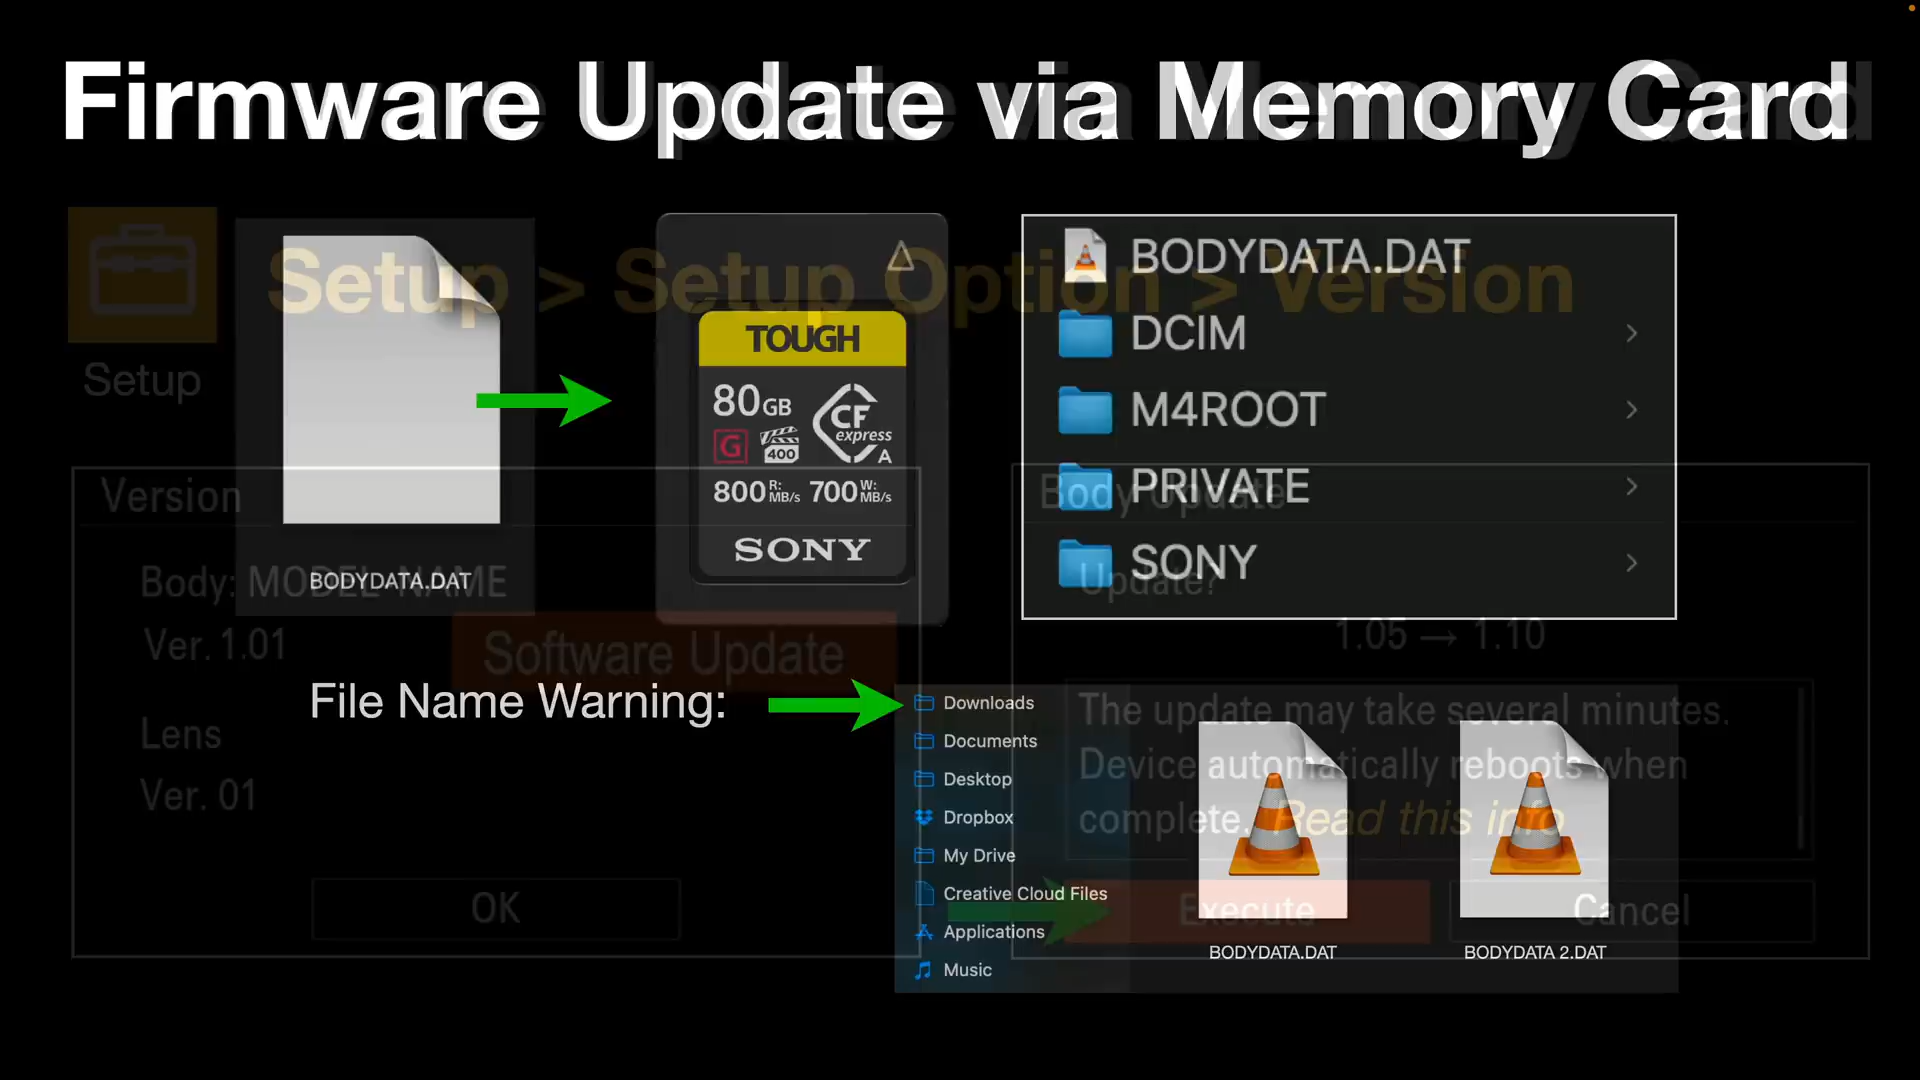 Firmware Update via Memory Card
Setup > Setup Option > Version
Setup
BODYDATA.DAT
TOUGH
80GB
G
400
CF
express
A
800 R: MB/s 700 W: MB/s
SONY
BODYDATA.DAT
DCIM
M4ROOT
PRIVATE
SONY
Version
Body: MODEL NAME
Ver. 1.01
Software Update
Lens
Ver. 01
OK
Body Update
Update?
1.05 → 1.10
The update may take several minutes.
Device automatically reboots when
complete. Read this info
Execute
Cancel
File Name Warning:
Downloads
Documents
Desktop
Dropbox
My Drive
Creative Cloud Files
Applications
Music
BODYDATA.DAT
BODYDATA 2.DAT